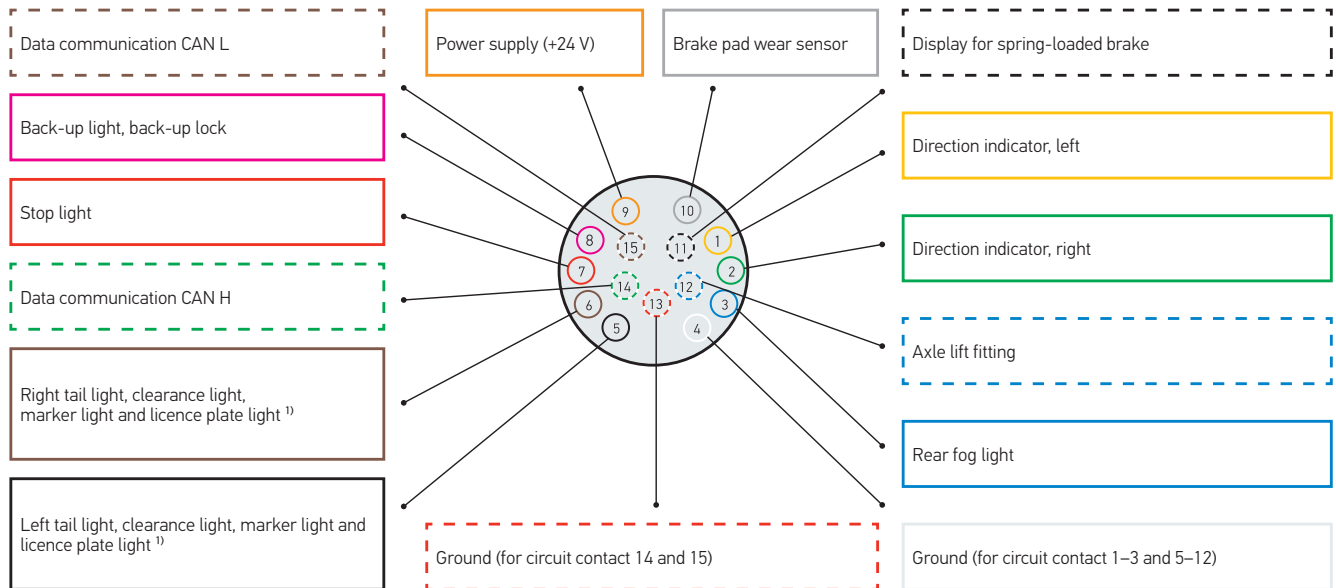 Data communication CAN L
Power supply (+24 V)
Brake pad wear sensor
Display for spring-loaded brake
Back-up light, back-up lock
Direction indicator, left
Stop light
Direction indicator, right
Data communication CAN H
Axle lift fitting
Right tail light, clearance light,
marker light and licence plate light ¹⁾
Rear fog light
Left tail light, clearance light, marker light and
licence plate light ¹⁾
Ground (for circuit contact 14 and 15)
Ground (for circuit contact 1–3 and 5–12)
9
10
8
15
11
1
7
2
14
12
6
13
3
5
4